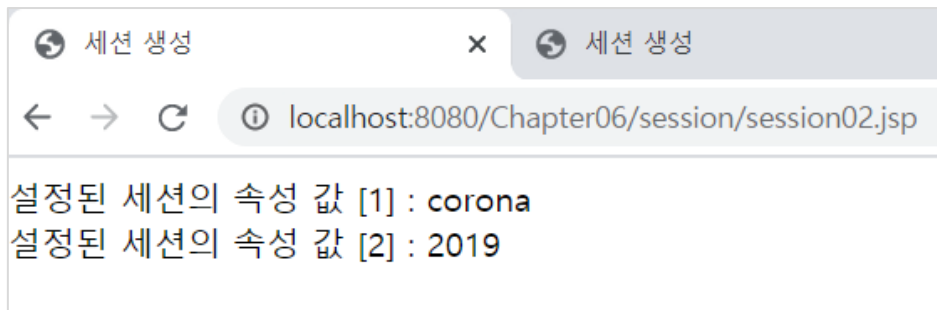 세션 생성
세션 생성
localhost:8080/Chapter06/session/session02.jsp
설정된 세션의 속성 값 [1] : corona
설정된 세션의 속성 값 [2] : 2019